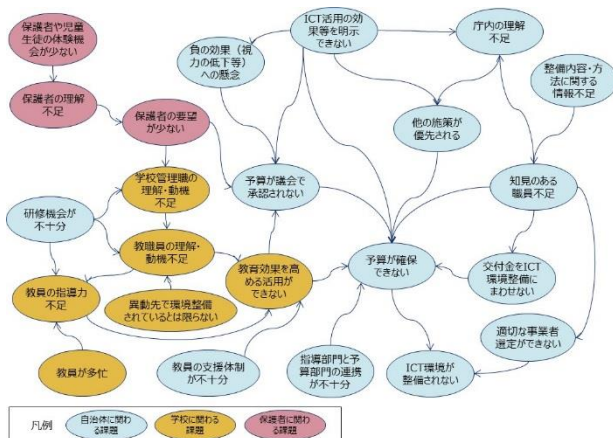 保護者や児童
生徒の体験機
会が少ない
ICT活用の効
果等を明示
できない
庁内の理解
不足
負の効果（視
力の低下等）
への懸念
整備内容・方
法に関する
情報不足
保護者の理解
不足
保護者の要望
が少ない
他の施策が
優先される
学校管理職の
理解・動機
不足
予算が議会で
承認されない
知見のある
職員不足
研修機会が
不十分
教職員の理解・
動機不足
教育効果を高
める活用が
できない
予算が確保
できない
交付金をICT
環境整備に
まわせない
教員の指導力
不足
異動先で環境整備
されているとは限らない
適切な事業者
選定ができない
教員が多忙
教員の支援体制
が不十分
指導部門と予
算部門の連携
が不十分
ICT環境が
整備されない
凡例
自治体に関わ
る課題
学校に関わる
課題
保護者に関わ
る課題